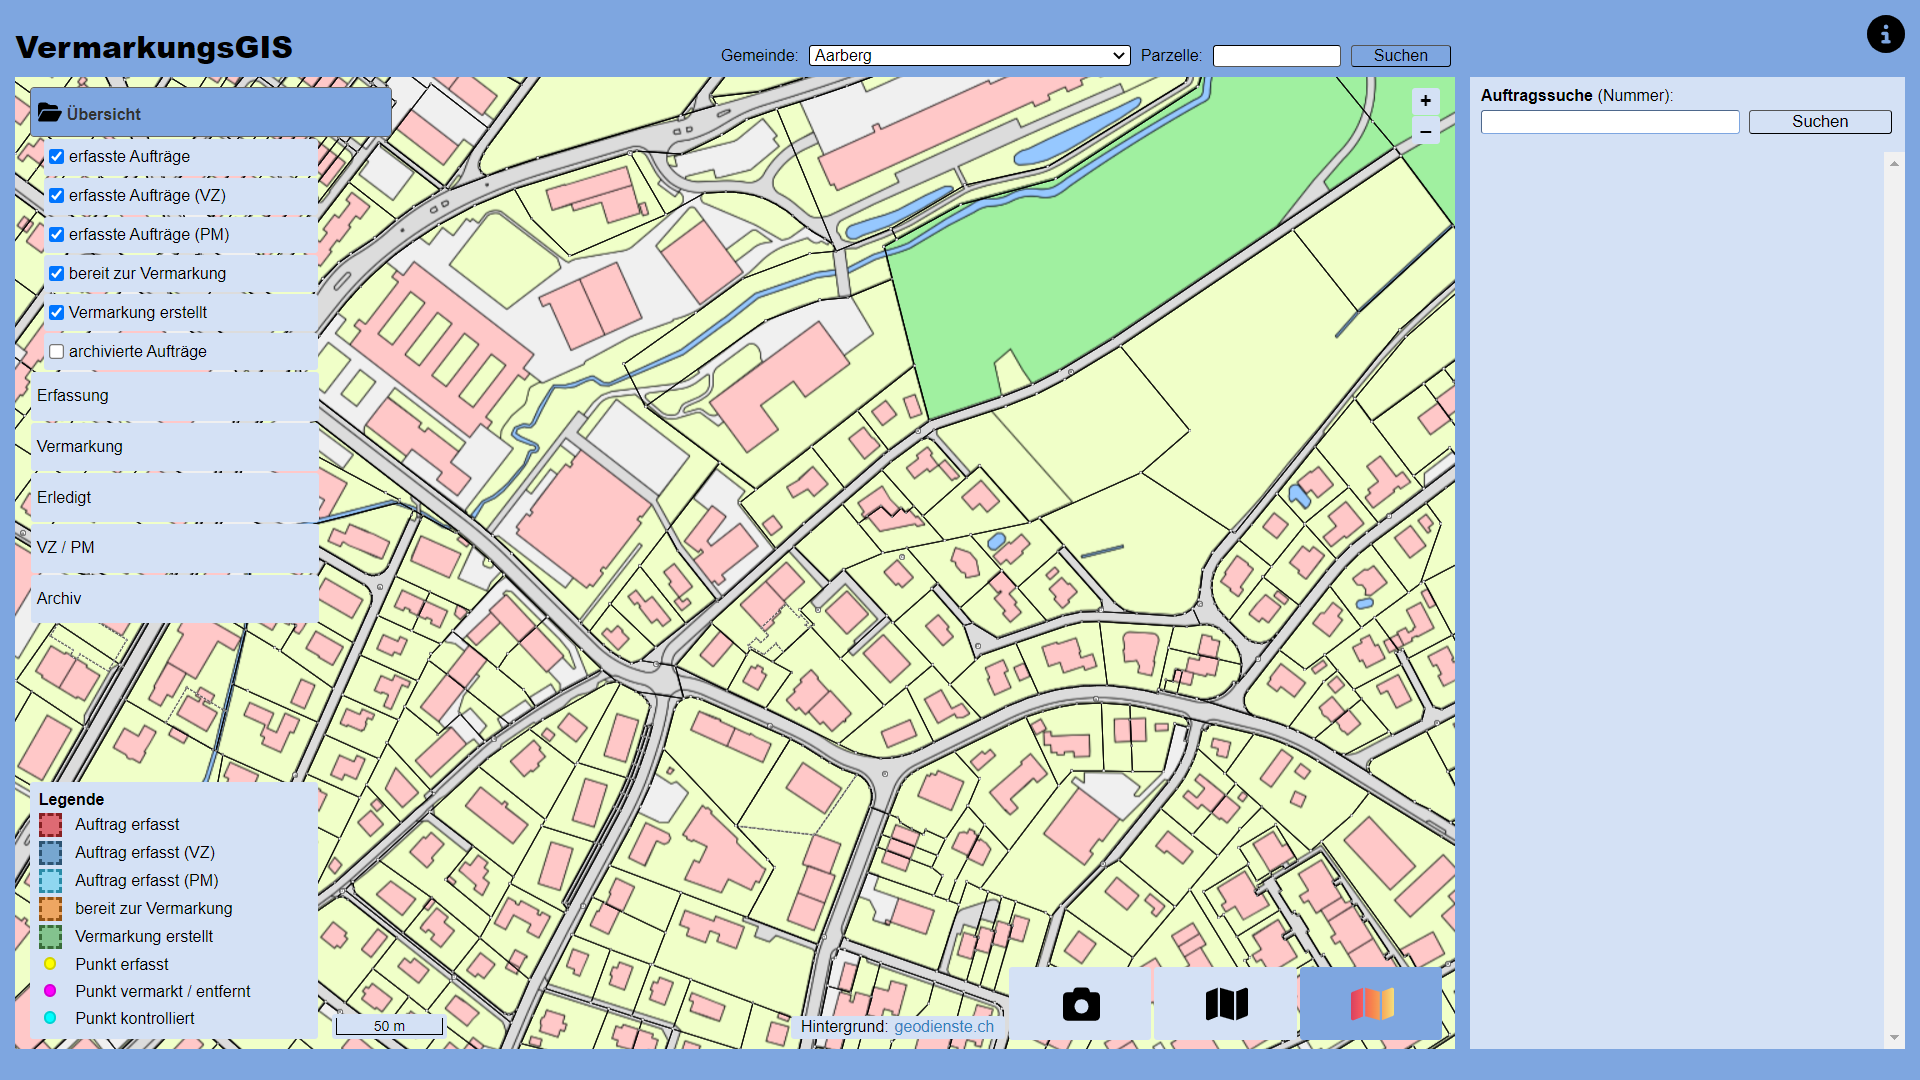 VermarkungsGIS
Gemeinde: Aarberg Parzelle: Suchen
Übersicht
erfasste Aufträge
erfasste Aufträge (VZ)
erfasste Aufträge (PM)
bereit zur Vermarkung
Vermarkung erstellt
archivierte Aufträge
Erfassung
Vermarkung
Erledigt
VZ / PM
Archiv
Legende
Auftrag erfasst
Auftrag erfasst (VZ)
Auftrag erfasst (PM)
bereit zur Vermarkung
Vermarkung erstellt
Punkt erfasst
Punkt vermarkt / entfernt
Punkt kontrolliert
50 m
+
−
Hintergrund: geodienste.ch
Auftragssuche (Nummer):
Suchen